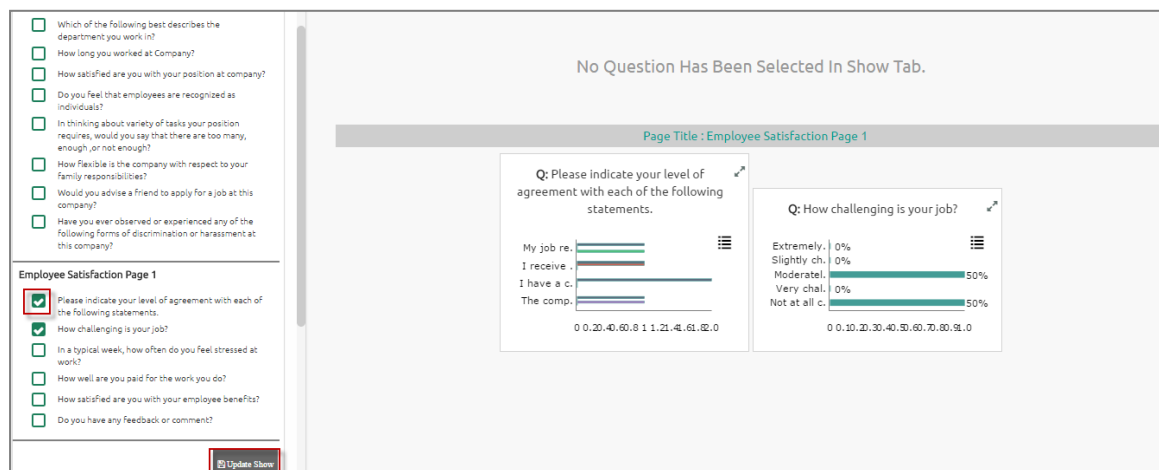 Which of the following best describes the
department you work in?
How long you worked at Company?
How satisfied are you with your position at company?
Do you feel that employees are recognized as
individuals?
In thinking about variety of tasks your position
requires, would you say that there are too many,
enough ,or not enough?
How flexible is the company with respect to your
family responsibilities?
Would you advise a friend to apply for a job at this
company?
Have you ever observed or experienced any of the
following forms of discrimination or harassment at
this company?
Employee Satisfaction Page 1
Please indicate your level of agreement with each of
the following statements.
How challenging is your job?
In a typical week, how often do you feel stressed at
work?
How well are you paid for the work you do?
How satisfied are you with your employee benefits?
Do you have any feedback or comment?
Update Show
No Question Has Been Selected In Show Tab.
Page Title : Employee Satisfaction Page 1
Q: Please indicate your level of
agreement with each of the following
statements.
My job re.
I receive .
I have a c.
The comp.
0 0.20.40.60.8 1 1.21.41.61.82.0
Q: How challenging is your job?
Extremely. 0%
Slightly ch. 0%
Moderatel. 50%
Very chal. 0%
Not at all c. 50%
0 0.10.20.30.40.50.60.70.80.91.0